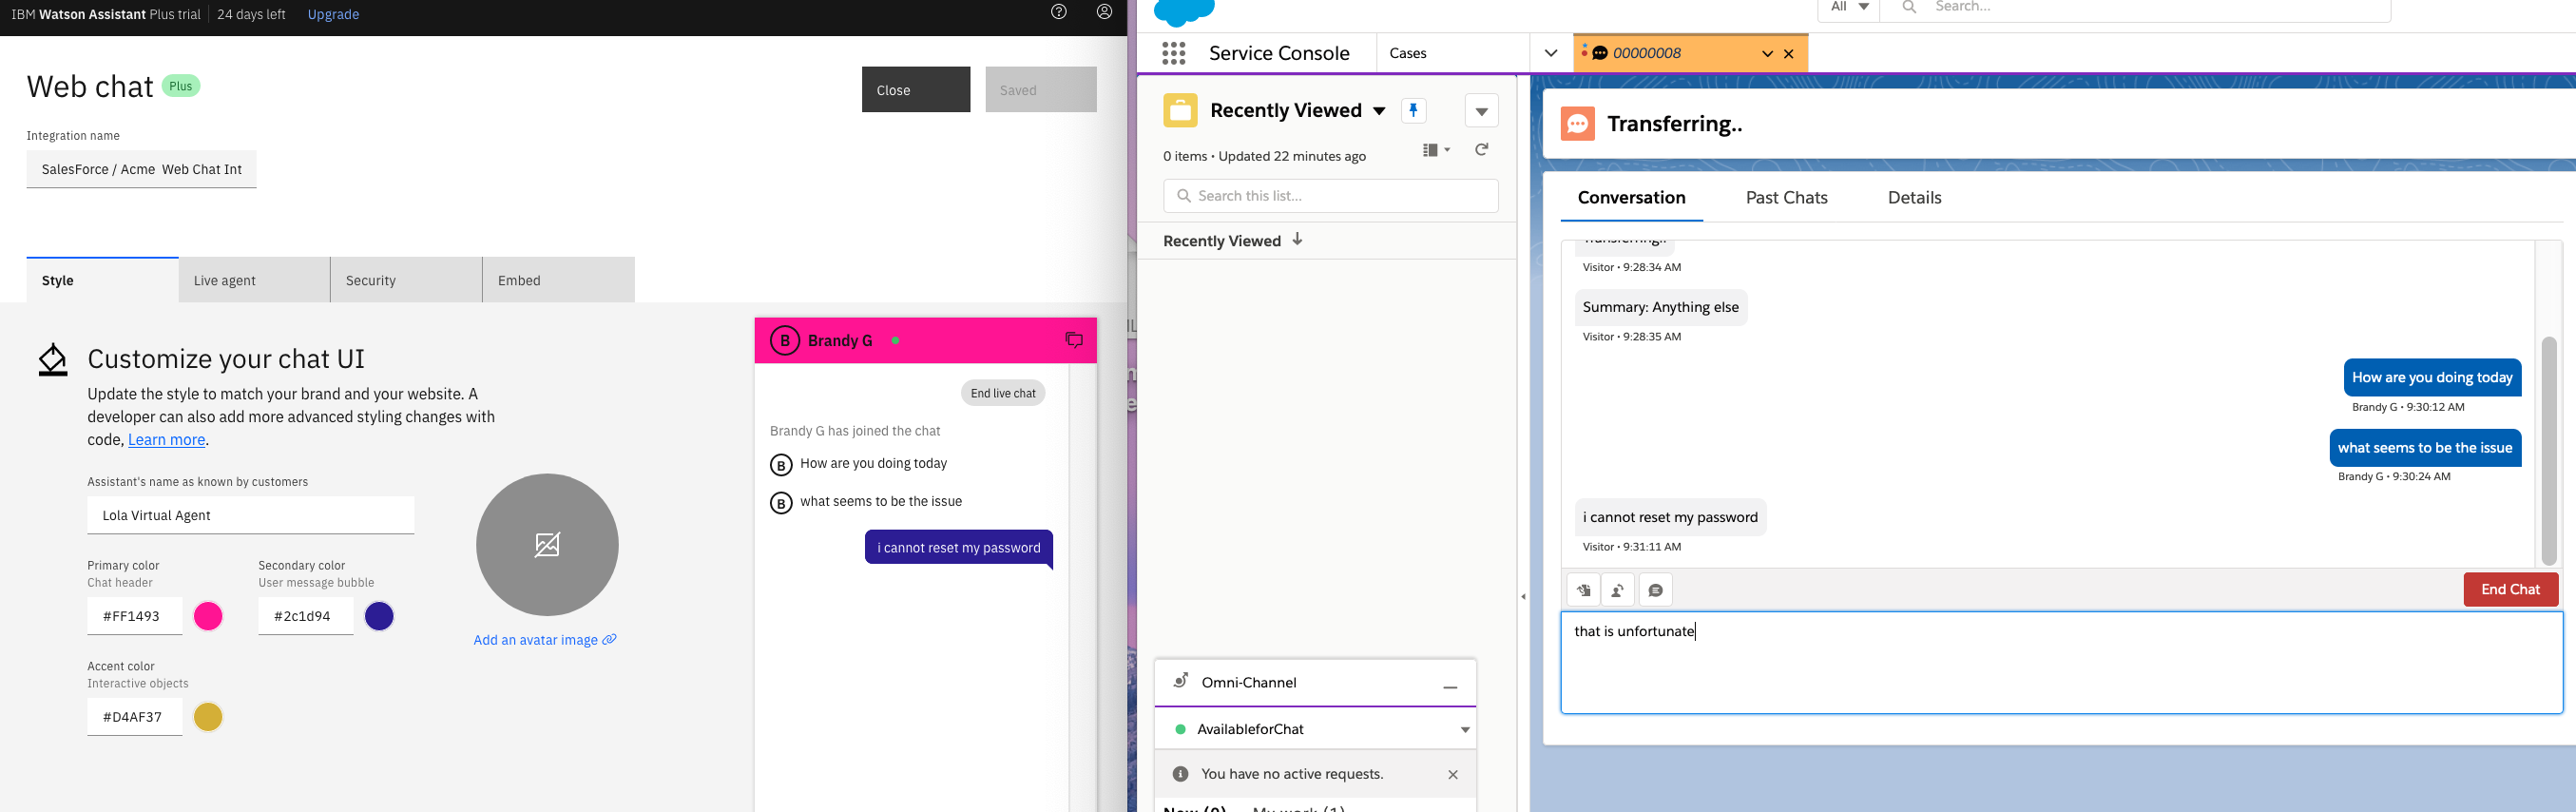 IBM Watson Assistant Plus trial
24 days left
Upgrade
Web chat
Plus
Close
Saved
Integration name
SalesForce / Acme  Web Chat Int
Style
Live agent
Security
Embed
Customize your chat UI
Update the style to match your brand and your website. A
developer can also add more advanced styling changes with
code, Learn more.
Assistant's name as known by customers
Lola Virtual Agent
Primary color
Chat header
#FF1493
Secondary color
User message bubble
#2c1d94
Accent color
Interactive objects
#D4AF37
Add an avatar image
B
Brandy G
End live chat
Brandy G has joined the chat
B
How are you doing today
B
what seems to be the issue
i cannot reset my password
All
Search...
Service Console
Cases
00000008
Recently Viewed
0 items • Updated 22 minutes ago
Search this list...
Recently Viewed
Omni-Channel
AvailableforChat
You have no active requests.
New (0)
My work (1)
Transferring..
Conversation
Past Chats
Details
Transferring..
Visitor • 9:28:34 AM
Summary: Anything else
Visitor • 9:28:35 AM
How are you doing today
Brandy G • 9:30:12 AM
what seems to be the issue
Brandy G • 9:30:24 AM
i cannot reset my password
Visitor • 9:31:11 AM
End Chat
that is unfortunate